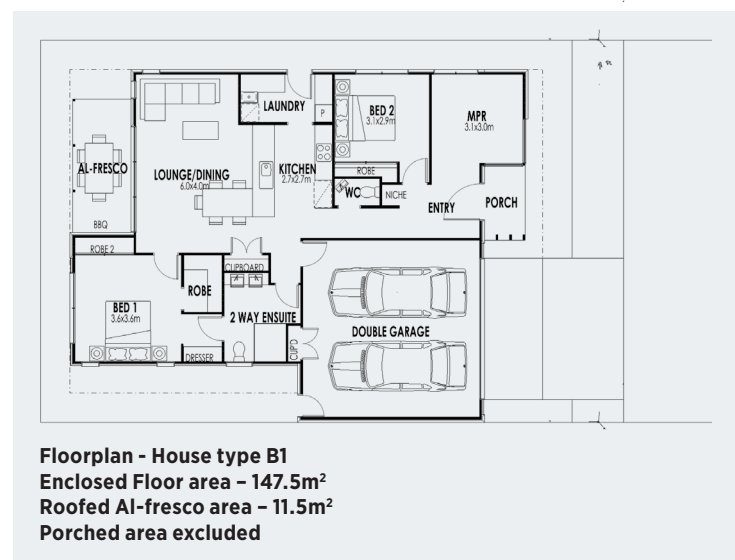 LAUNDRY
P
BED 2
3.1x2.9m
MPR
3.1x3.0m
AL-FRESCO
LOUNGE/DINING
6.0x4.0m
KITCHEN
2.7x2.7m
ROBE
WC
NICHE
ENTRY
PORCH
BBQ
ROBE 2
CUPBOARD
ROBE
BED 1
3.6x3.6m
2 WAY ENSUITE
DOUBLE GARAGE
CUP'D
DRESSER
Floorplan - House type B1
Enclosed Floor area – 147.5m²
Roofed Al-fresco area – 11.5m²
Porched area excluded